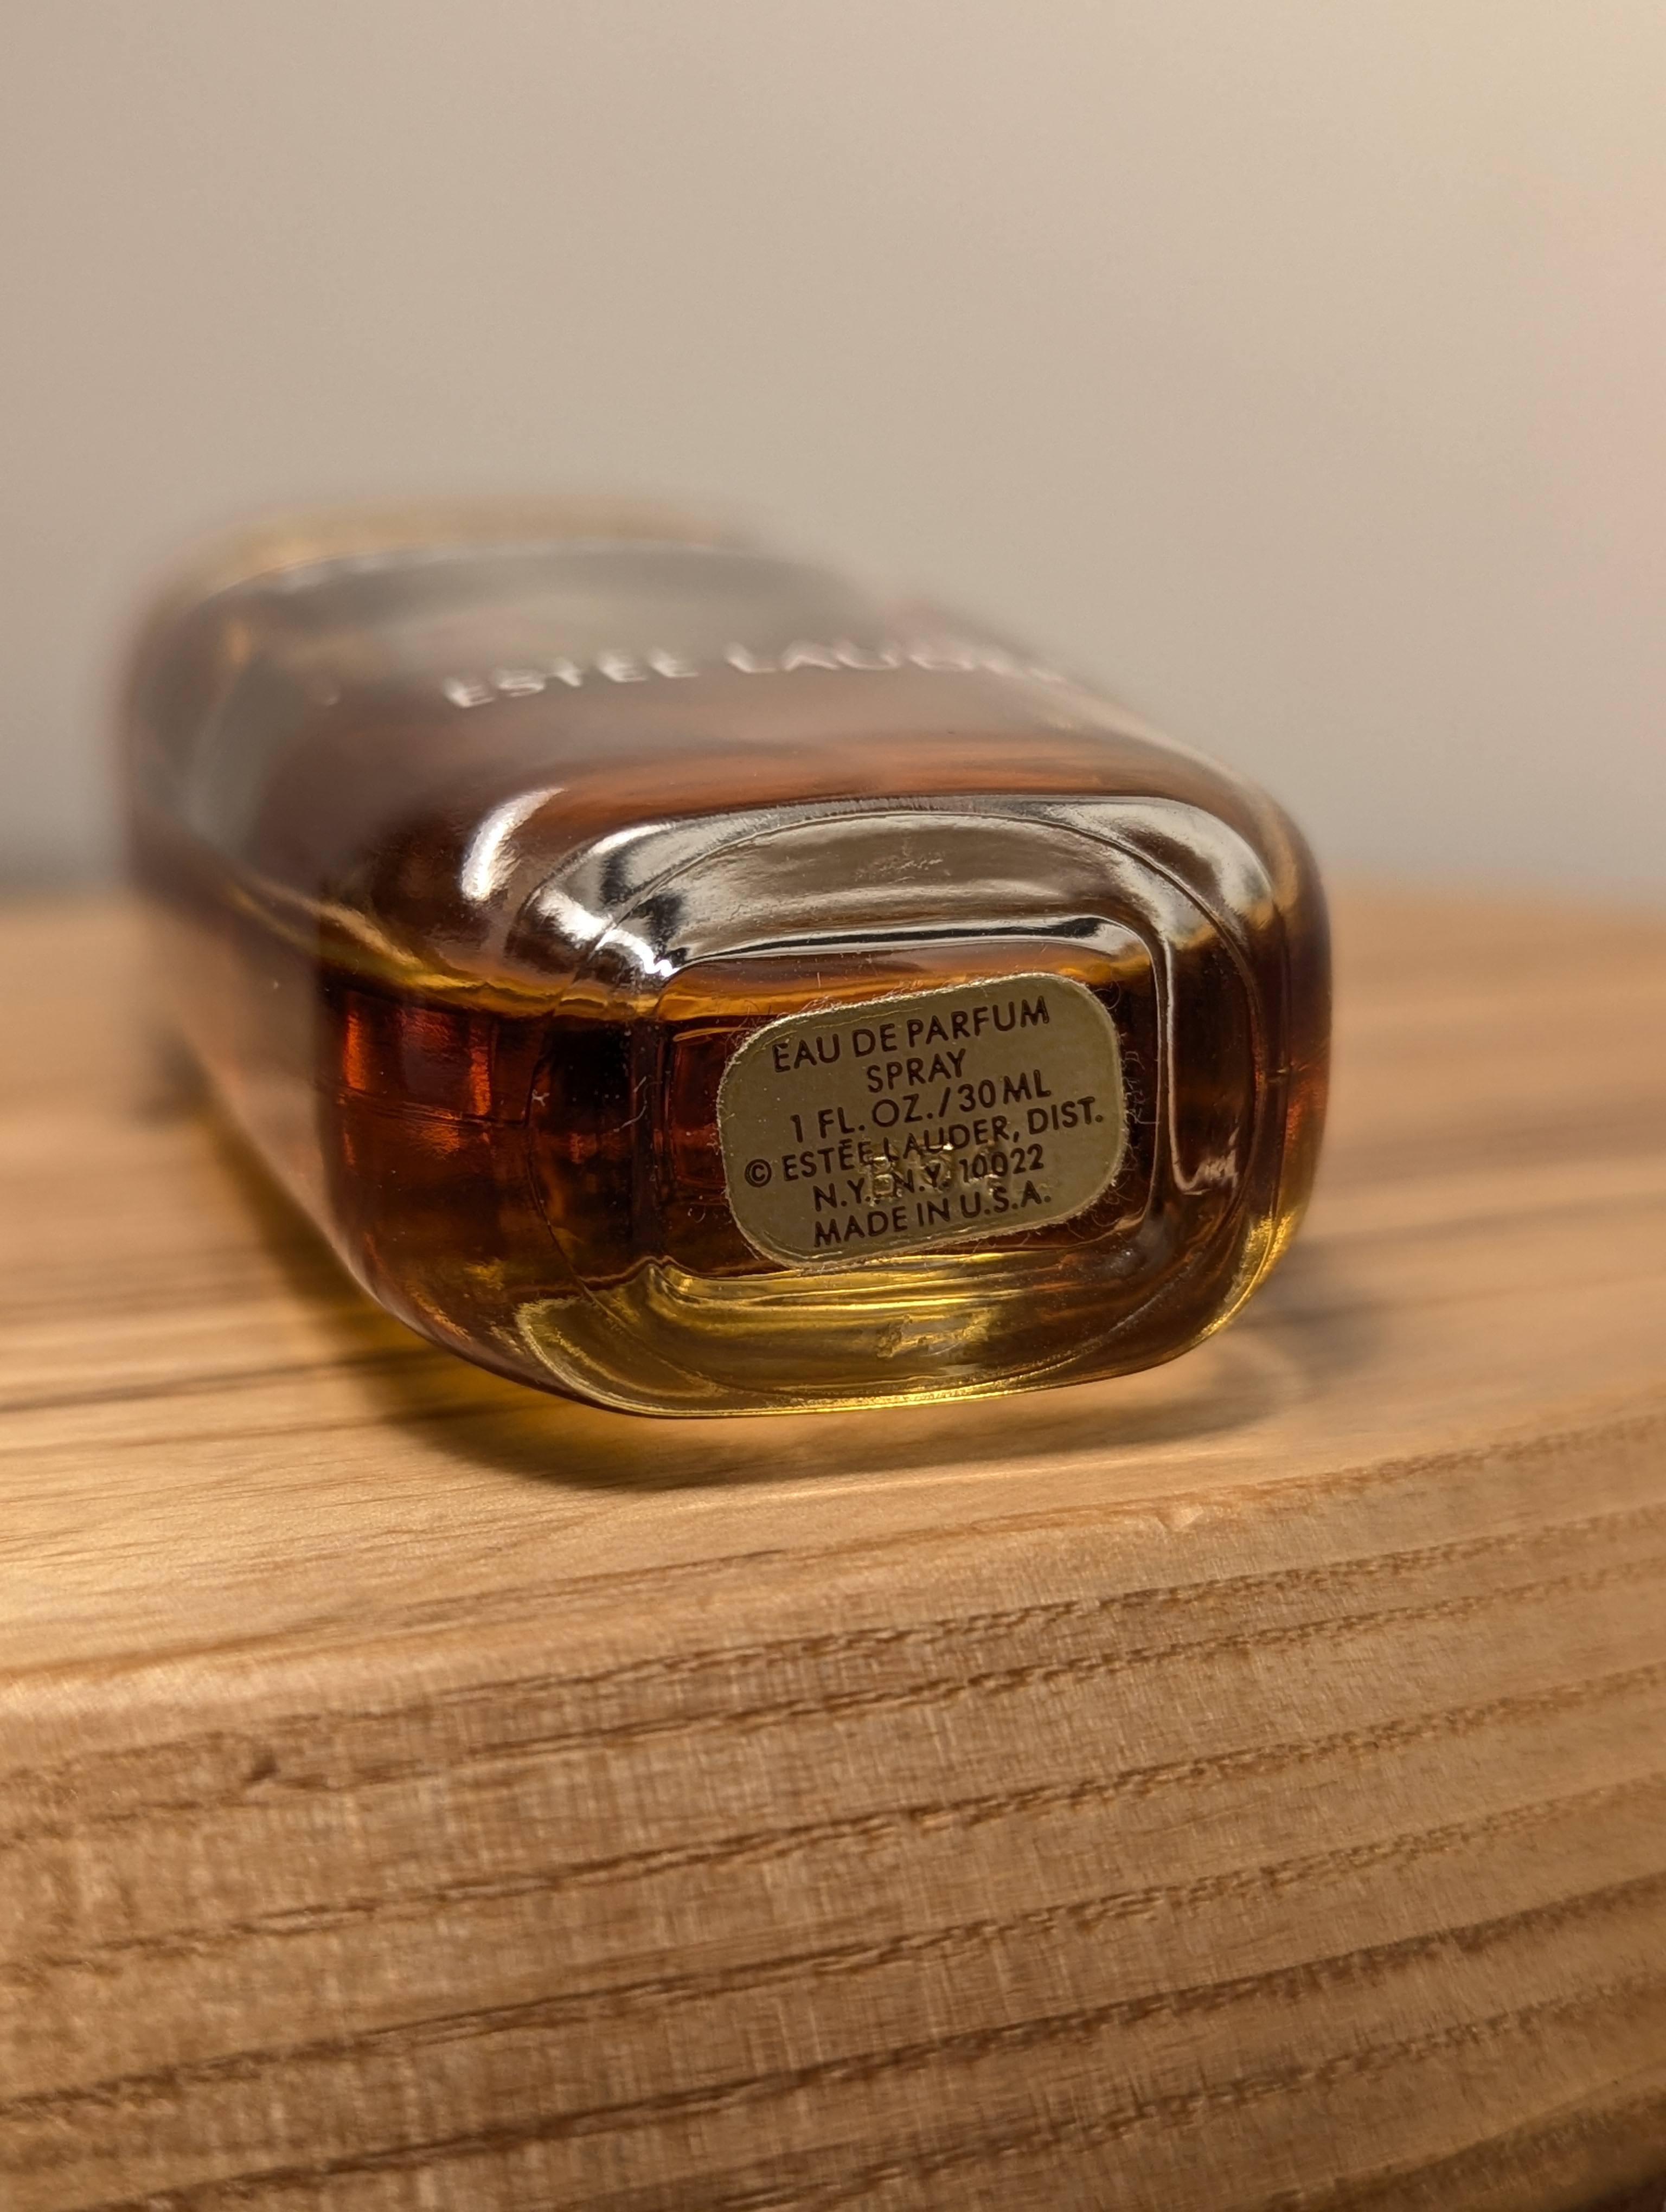 ESTĒE LAUDER
EAU DE PARFUM
SPRAY
1 FL. OZ./30 ML
© ESTĒE LAUDER, DIST.
N.Y., N.Y. 10022
MADE IN U.S.A.